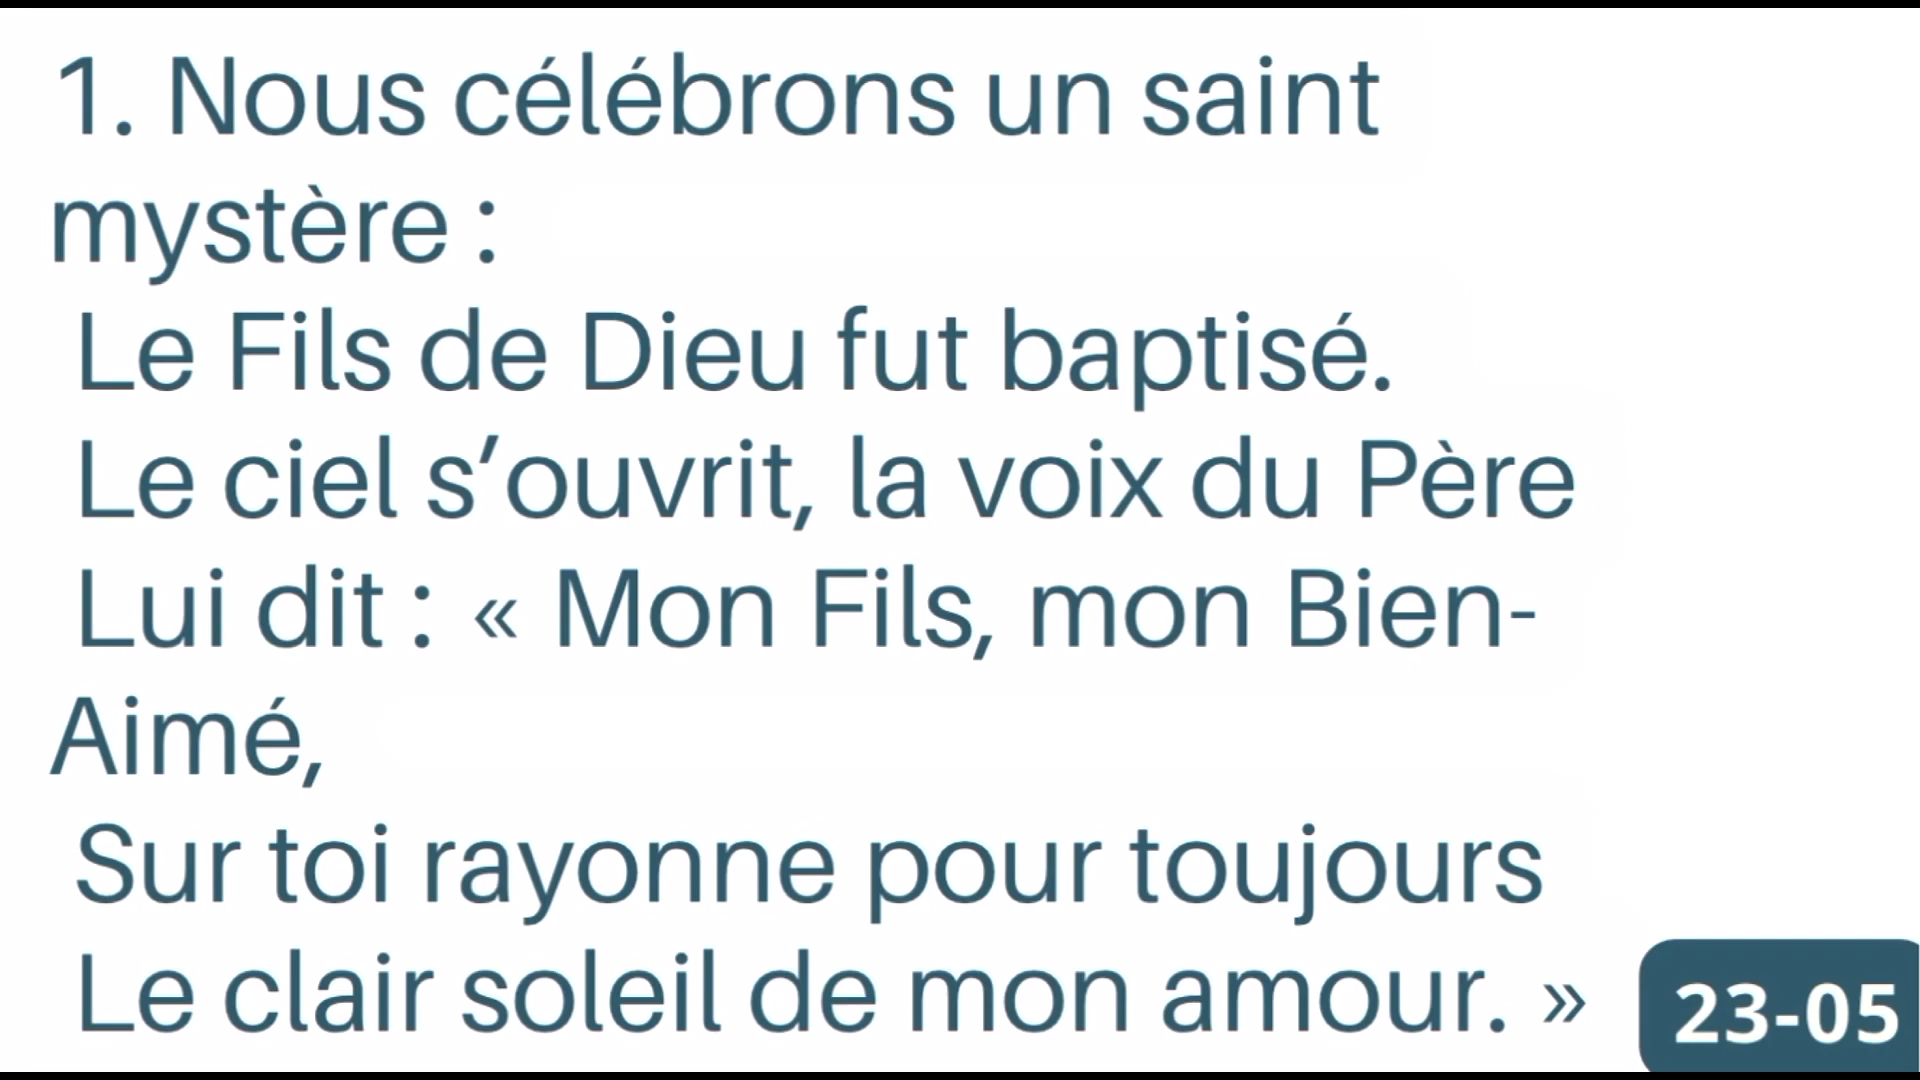 1. Nous célébrons un saint
mystère :
Le Fils de Dieu fut baptisé.
Le ciel s’ouvrit, la voix du Père
Lui dit : « Mon Fils, mon Bien-
Aimé,
Sur toi rayonne pour toujours
Le clair soleil de mon amour. »
23-05